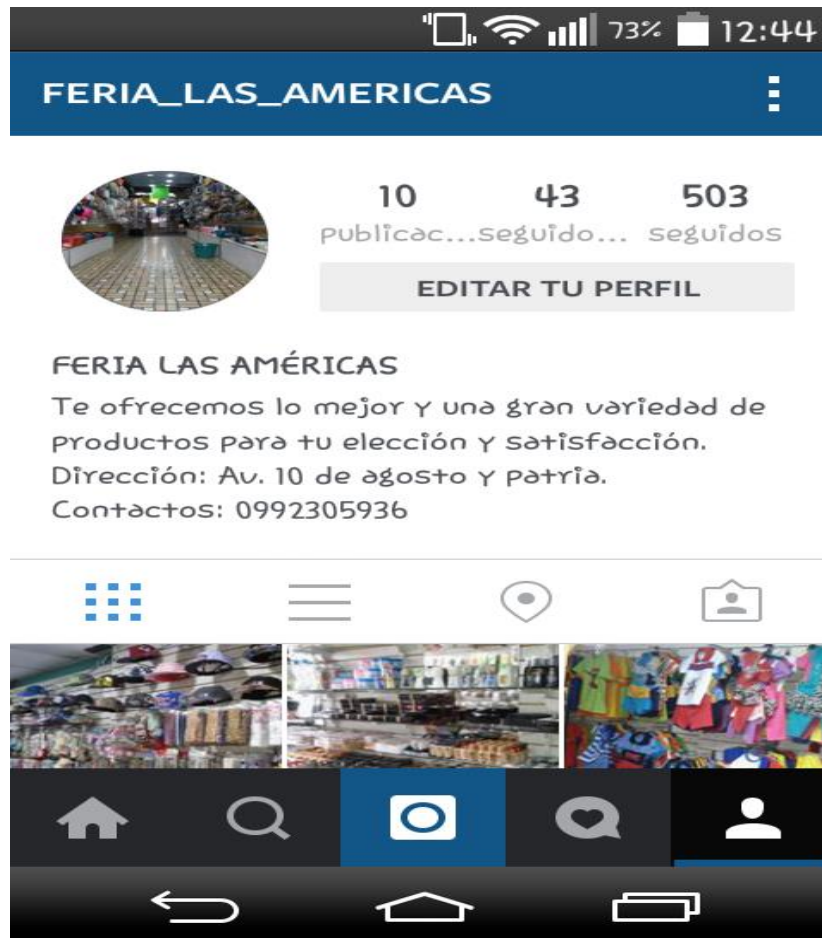 73% 12:44
FERIA_LAS_AMERICAS
10 43 503
Publicac... seguido... seguidos
EDITAR TU PERFIL
FERIA LAS AMÉRICAS
Te ofrecemos lo mejor y una gran variedad de
productos para tu elección y satisfacción.
Dirección: Av. 10 de agosto y patria.
Contactos: 0992305936